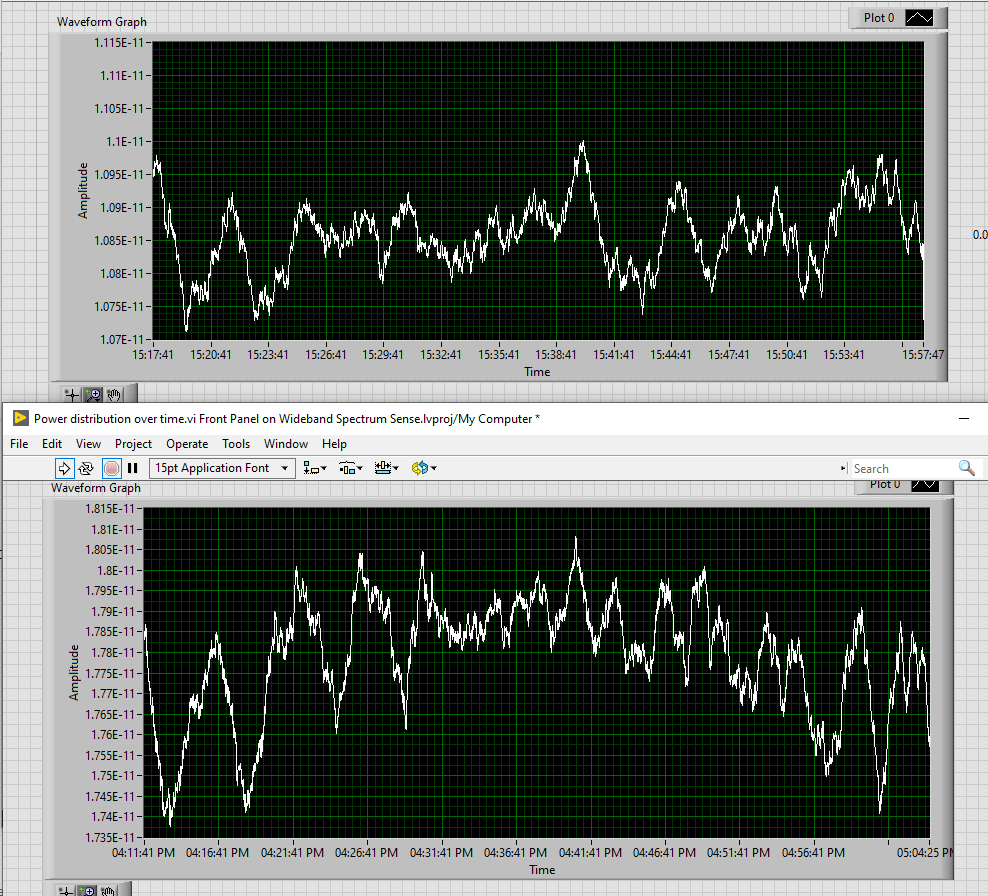 Plot 0
Waveform Graph
1.115E-11
1.11E-11
1.105E-11
1.1E-11
1.095E-11
1.09E-11
1.085E-11
1.08E-11
1.075E-11
1.07E-11
Amplitude
0.0
15:17:41 15:20:41 15:23:41 15:26:41 15:29:41 15:32:41 15:35:41 15:38:41 15:41:41 15:44:41 15:47:41 15:50:41 15:53:41 15:57:47
Time
Power distribution over time.vi Front Panel on Wideband Spectrum Sense.lvproj/My Computer *
File Edit View Project Operate Tools Window Help
15pt Application Font Search
Waveform Graph Plot 0
1.815E-11
1.81E-11
1.805E-11
1.8E-11
1.795E-11
1.79E-11
1.785E-11
1.78E-11
1.775E-11
1.77E-11
1.765E-11
1.76E-11
1.755E-11
1.75E-11
1.745E-11
1.74E-11
1.735E-11
Amplitude
04:11:41 PM 04:16:41 PM 04:21:41 PM 04:26:41 PM 04:31:41 PM 04:36:41 PM 04:41:41 PM 04:46:41 PM 04:51:41 PM 04:56:41 PM 05:04:25 PM
Time